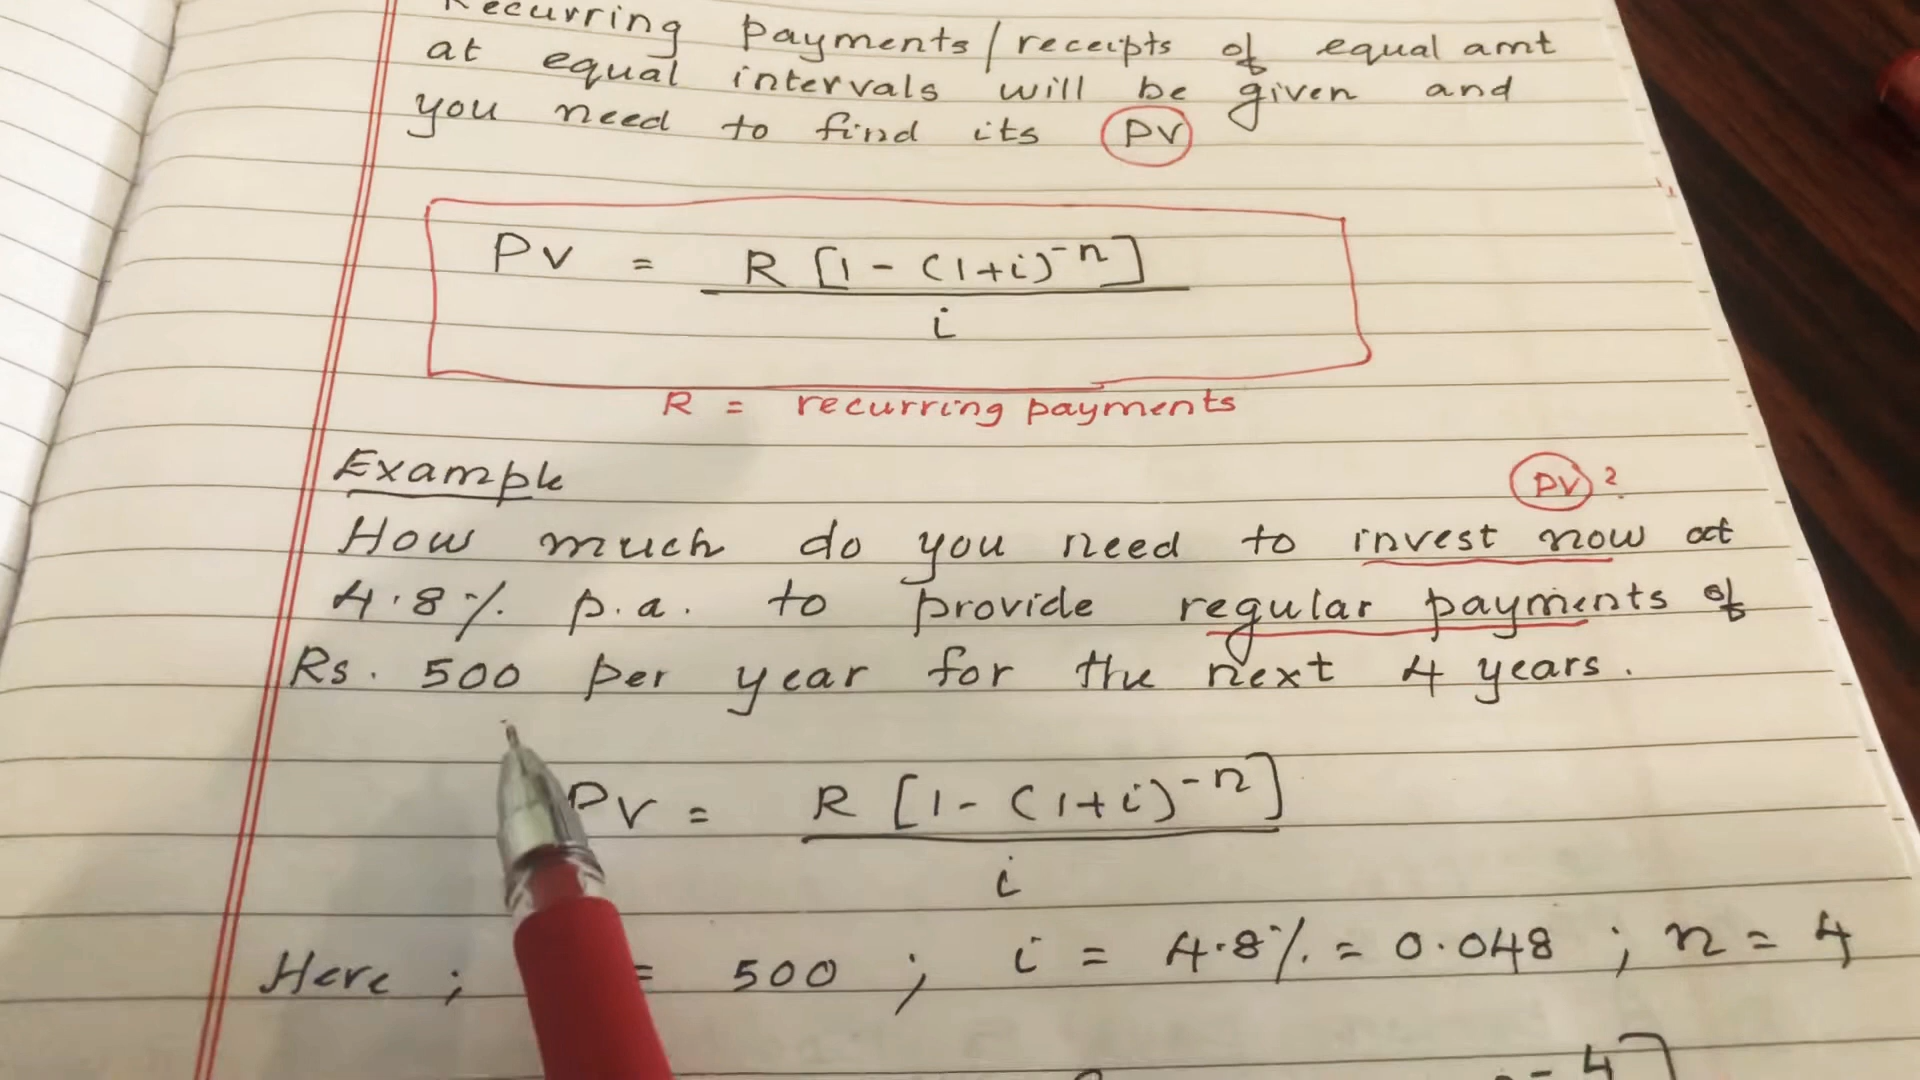 Recurring payments/receipts of equal amt
at equal intervals will be given and
you need to find its PV
PV = R [1 - (1+i)⁻ⁿ]
i
R = recurring payments
Example
PV ?
How much do you need to invest now at
4.8% p.a. to provide regular payments of
Rs. 500 per year for the next 4 years.
PV = R [1 - (1+i)⁻ⁿ]
i
Here ; = 500 ; i = 4.8% = 0.048 ; n = 4
- 4]